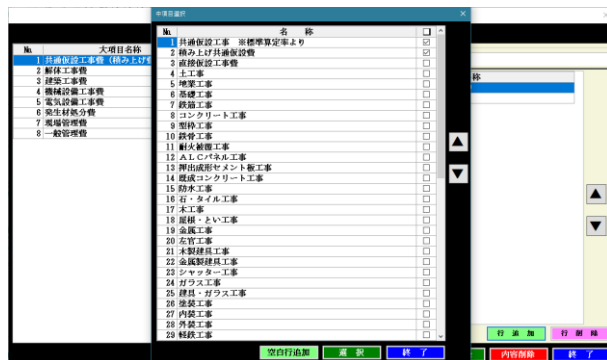 中項目選択
No. 名 称
1 共通仮設工事 ※標準算定率より
2 積み上げ共通仮設費
3 直接仮設工事
4 土工事
5 地業工事
6 基礎工事
7 鉄筋工事
8 コンクリート工事
9 型枠工事
10 鉄骨工事
11 耐火被覆工事
12 ALCパネル工事
13 押出成形セメント板工事
14 既成コンクリート工事
15 防水工事
16 石・タイル工事
17 木工事
18 屋根・とい工事
19 金属工事
20 左官工事
21 木製建具工事
22 金属製建具工事
23 シャッター工事
24 ガラス工事
25 建具・ガラス工事
26 塗装工事
27 内装工事
28 外装工事
29 軽鉄工事
空白行追加 選 択 終 了
No. 大項目名称
1 共通仮設工事費（積み上げ
2 解体工事費
3 建築工事費
4 機械設備工事費
5 電気設備工事費
6 発生材処分費
7 現場管理費
8 一般管理費
称
行 追 加 行 削 除
内容削除 終 了